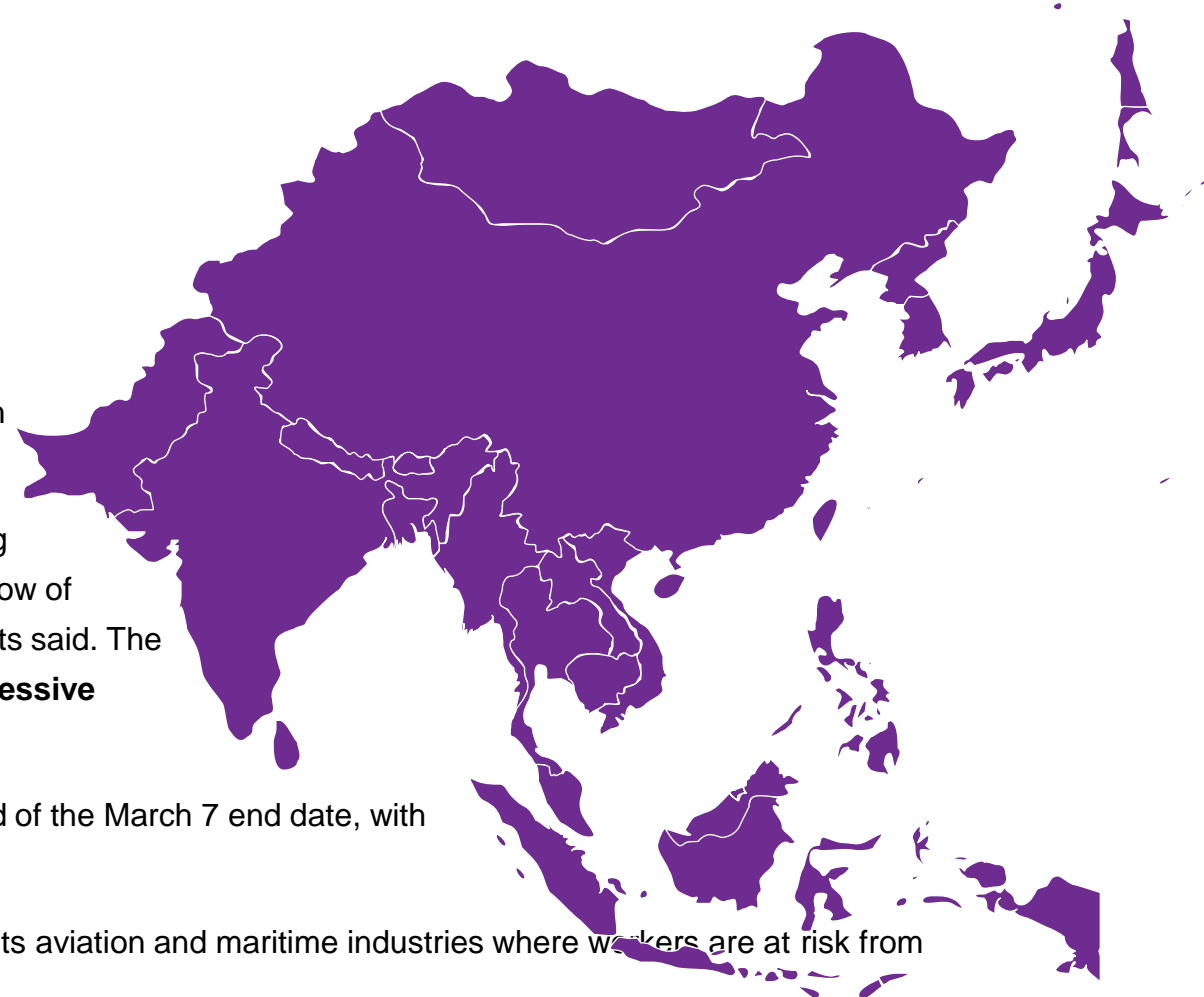 g
ow of
ts said. The
essive
d of the March 7 end date, with
ts aviation and maritime industries where workers are at risk from